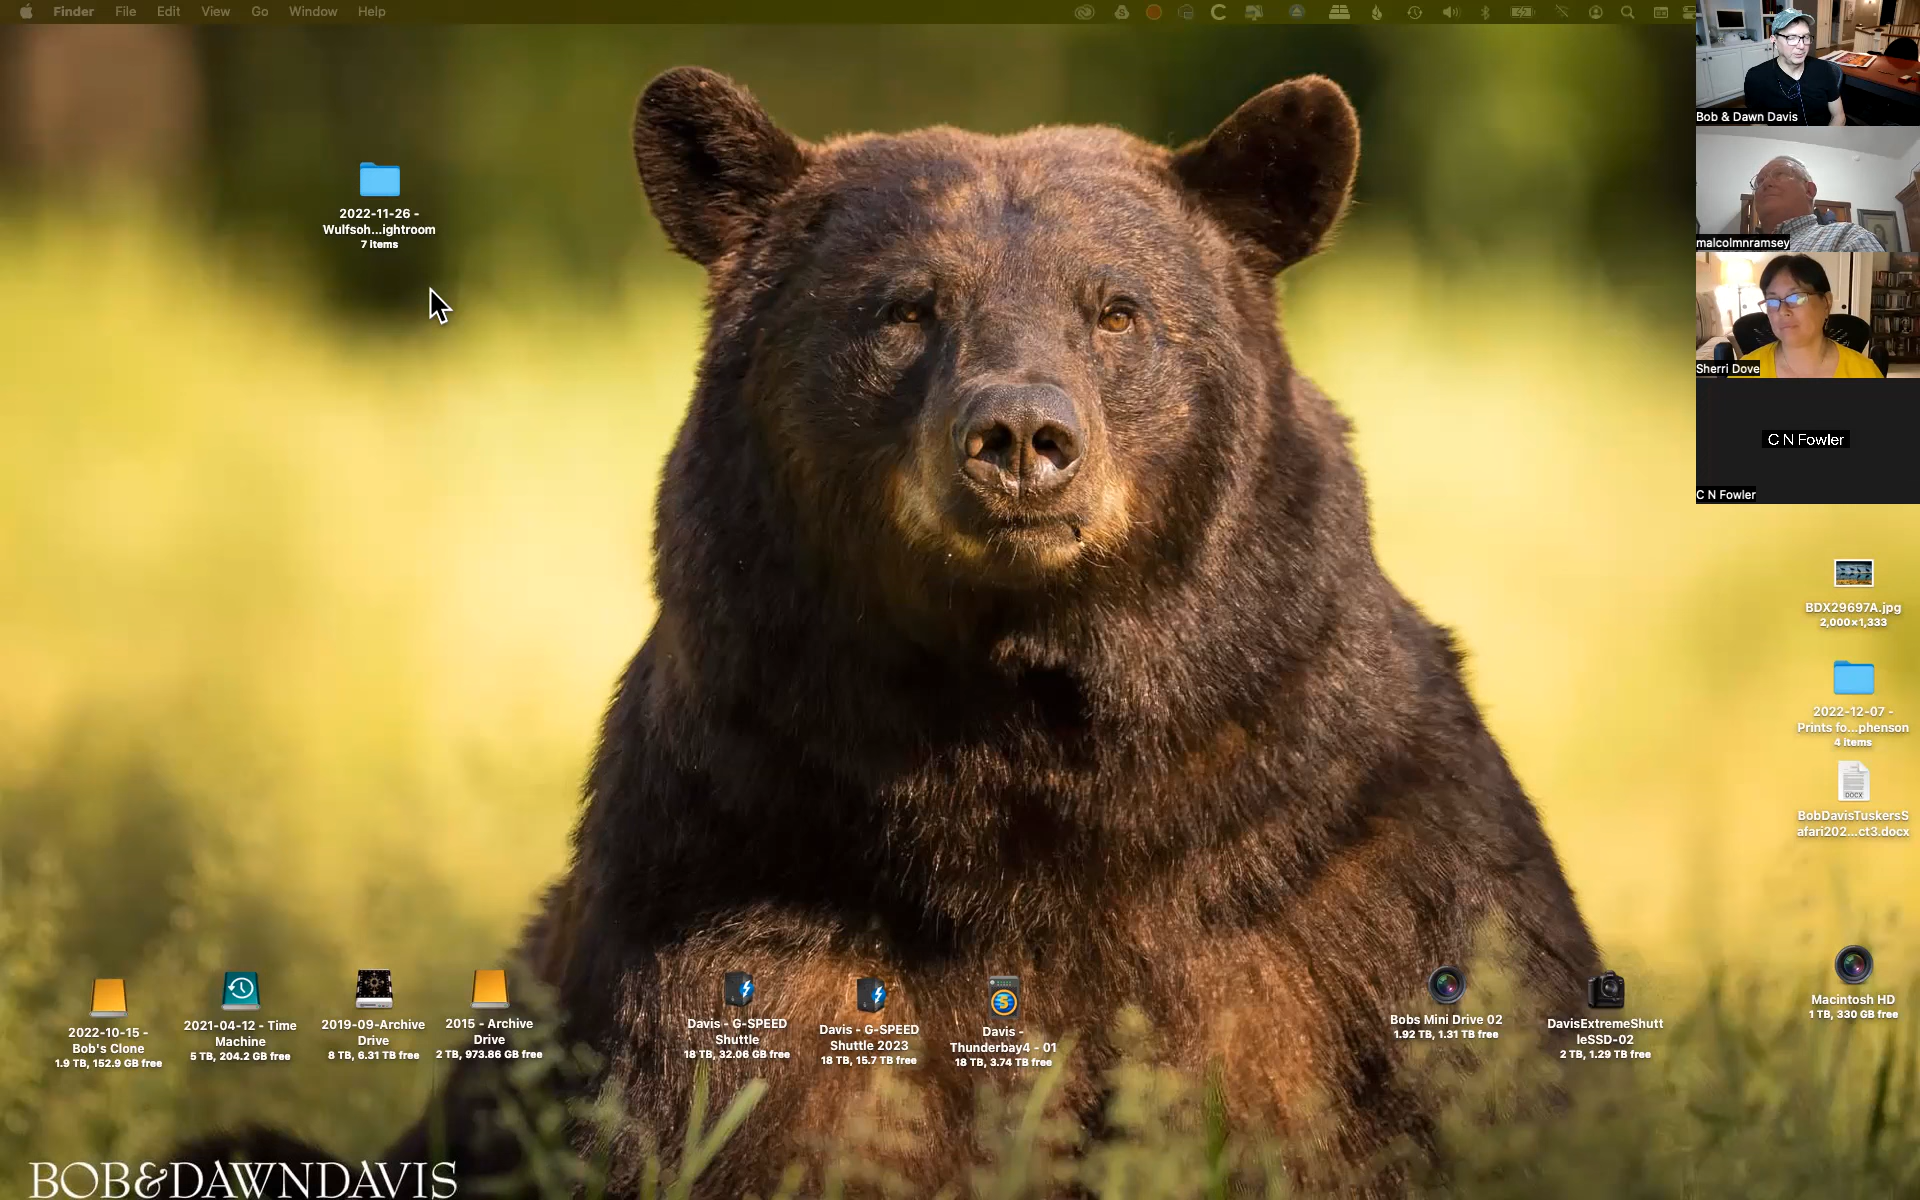 Finder File Edit View Go Window Help
Bob & Dawn Davis
2022-11-26 -
Wulfsoh...ightroom
7 items
malcolmnramsey
Sherri Dove
C N Fowler
C N Fowler
BDX29697A.jpg
2,000×1,333
2022-12-07 -
Prints fo...phenson
4 items
DOCX
BobDavisTuskersS
afari202...ct3.docx
2022-10-15 -
Bob's Clone
1.9 TB, 152.9 GB free
2021-04-12 - Time
Machine
5 TB, 204.2 GB free
2019-09-Archive
Drive
8 TB, 6.31 TB free
2015 - Archive
Drive
2 TB, 973.86 GB free
Davis - G-SPEED
Shuttle
18 TB, 32.06 GB free
Davis - G-SPEED
Shuttle 2023
18 TB, 15.7 TB free
5
Davis -
Thunderbay4 - 01
18 TB, 3.74 TB free
Bobs Mini Drive 02
1.92 TB, 1.31 TB free
DavisExtremeShutt
leSSD-02
2 TB, 1.29 TB free
Macintosh HD
1 TB, 330 GB free
BOB&DAWNDAVIS